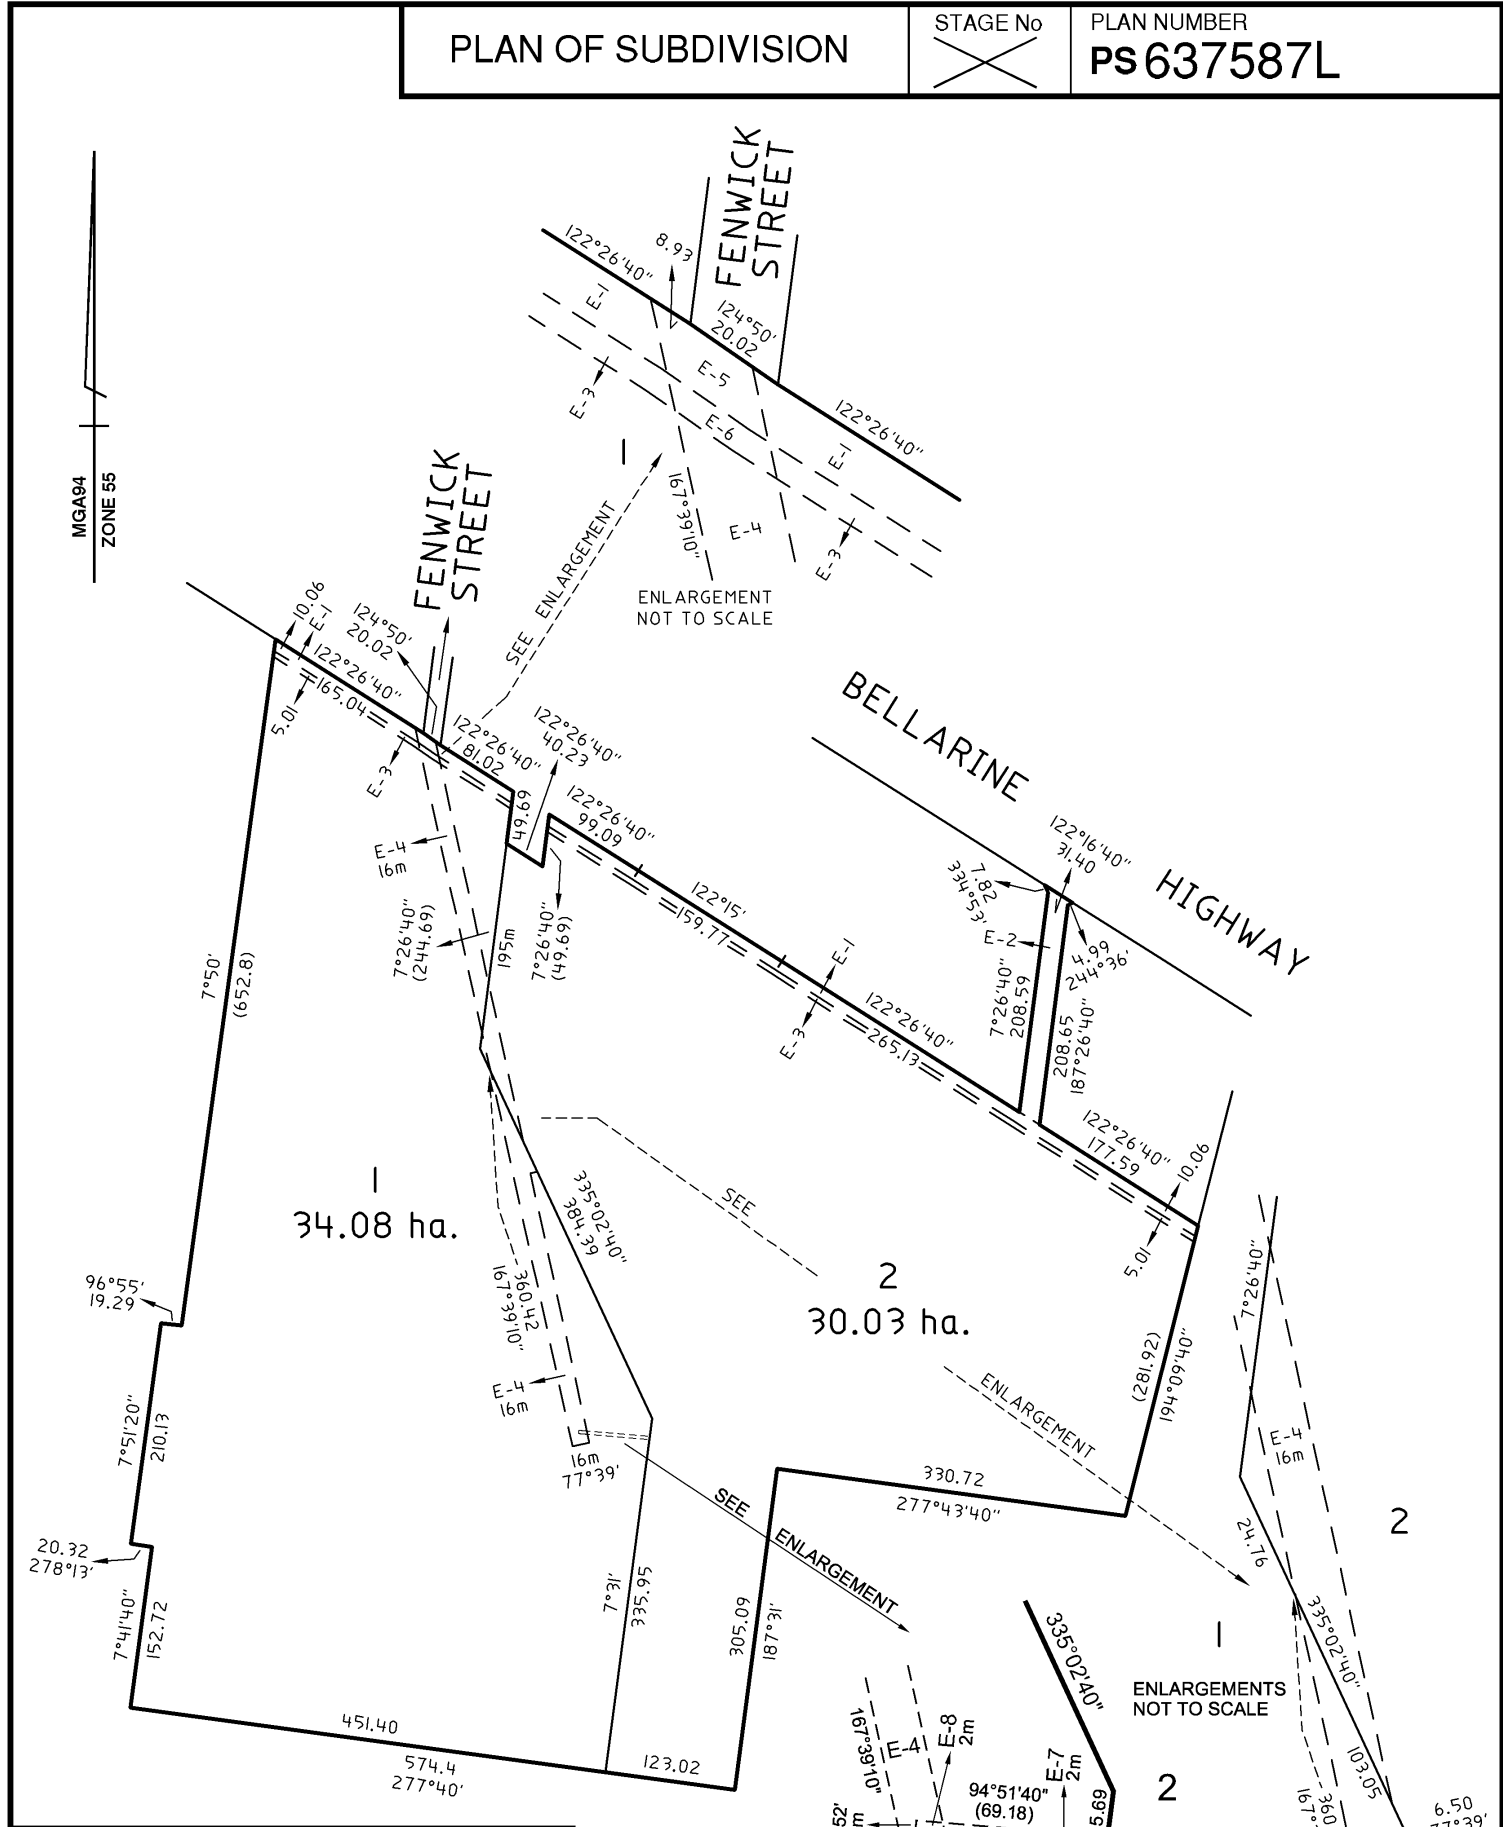 PLAN OF SUBDIVISION
STAGE No
PLAN NUMBER
PS 637587L
MGA94
ZONE 55
FENWICK
STREET
122°26'40"
8.93
E-1
124°50'
20.02
E-5
E-3
E-6
122°26'40"
E-1
1
167°39'10"
E-4
E-3
SEE ENLARGEMENT
ENLARGEMENT
NOT TO SCALE
FENWICK
STREET
10.06
E-1
124°50'
20.02
122°26'40"
165.04
5.01
E-3
122°26'40"
181.02
122°26'40"
40.23
49.69
122°26'40"
99.09
BELLARINE
HIGHWAY
122°16'40"
31.40
7.82
334°53'
E-2
4.99
244°36'
E-4
16m
7°26'40"
(244.69)
195m
7°26'40"
(49.69)
122°15'
159.77
E-1
E-3
122°26'40"
265.13
7°26'40"
208.59
208.65
187°26'40"
122°26'40"
177.59
10.06
5.01
7°50'
(652.8)
1
34.08 ha.
335°02'40"
384.39
SEE
2
30.03 ha.
360.42
167°39'10"
E-4
16m
16m
77°39'
96°55'
19.29
7°51'20"
210.13
20.32
278°13'
7°41'40"
152.72
(281.92)
194°09'40"
ENLARGEMENT
330.72
277°43'40"
SEE
ENLARGEMENT
7°31'
335.95
305.09
187°31'
451.40
574.4
277°40'
123.02
7°26'40"
E-4
16m
2
24.76
335°02'40"
1
ENLARGEMENTS
NOT TO SCALE
103.05
360
167°
6.50
335°02'40"
167°39'10"
E-4
E-8
2m
E-7
2m
94°51'40"
(69.18)
5.69
2
52'